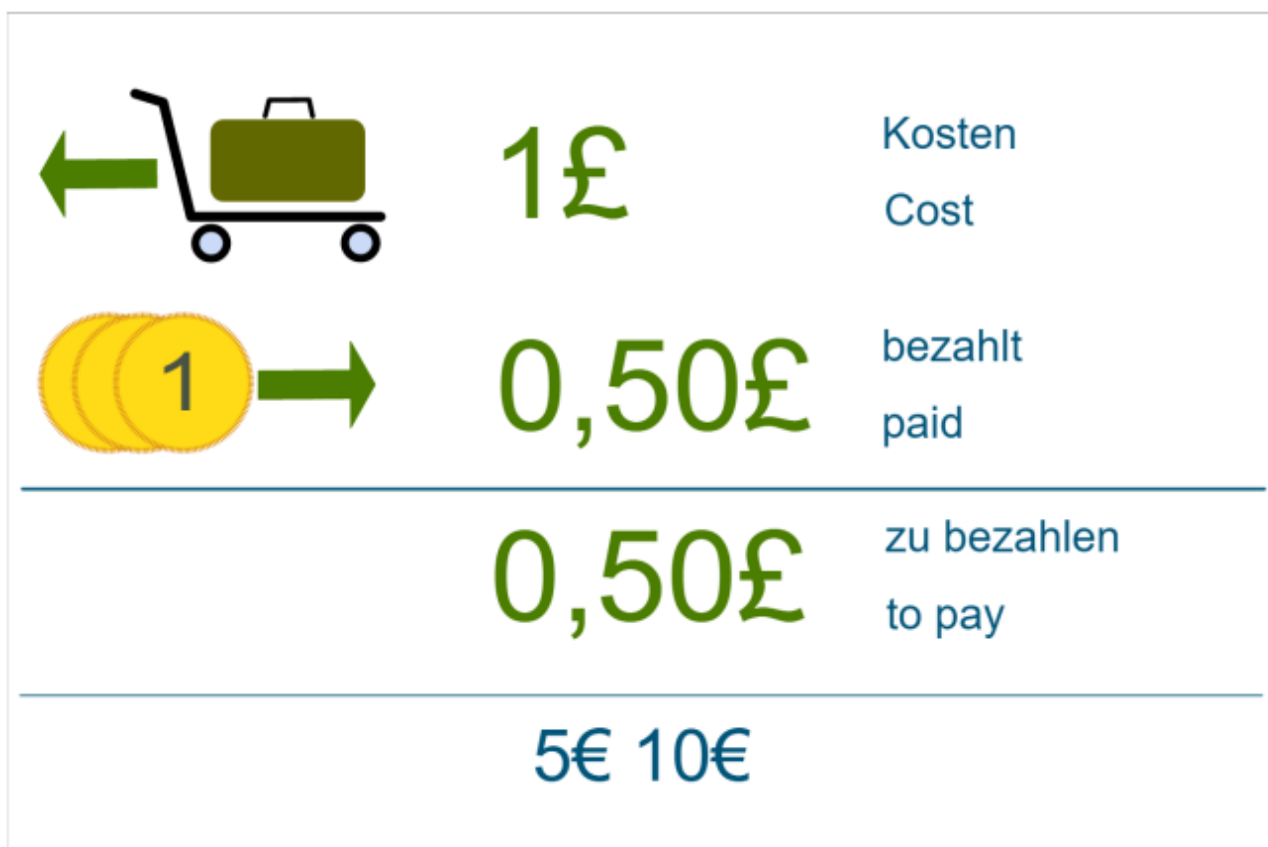 1£
Kosten
Cost
1
0,50£
bezahlt
paid
0,50£
zu bezahlen
to pay
5€ 10€